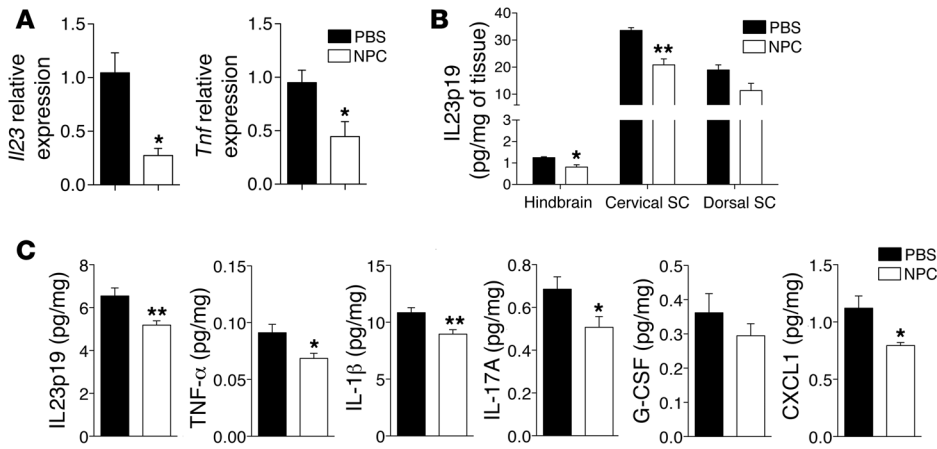 A
Il23 relative
expression
1.5
1.0
0.5
0.0
*
Tnf relative
expression
1.5
1.0
0.5
0.0
*
PBS
NPC
B
IL23p19
(pg/mg of tissue)
40
30
20
10
3
2
1
0
*
**
PBS
NPC
Hindbrain Cervical SC Dorsal SC
C
PBS
NPC
IL23p19 (pg/mg)
8
6
4
2
0
**
TNF-α (pg/mg)
0.15
0.10
0.05
0.00
*
IL-1β (pg/mg)
15
10
5
0
**
IL-17A (pg/mg)
0.8
0.6
0.4
0.2
0.0
*
G-CSF (pg/mg)
0.5
0.4
0.3
0.2
0.1
0.0
CXCL1 (pg/mg)
1.5
1.0
0.5
0.0
*